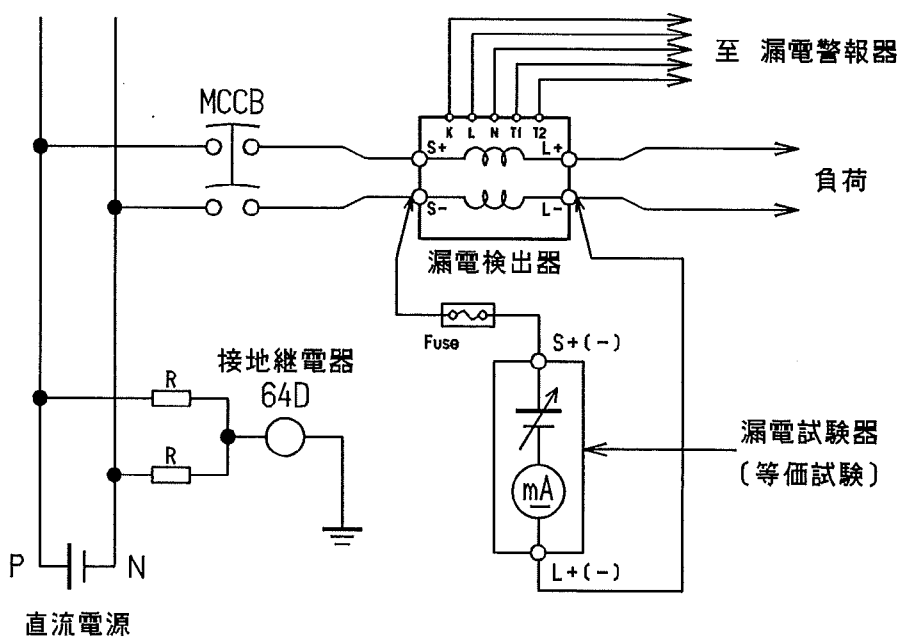 至 漏電警報器
MCCB
K L N T1 T2
S+ L+
S- L-
負荷
漏電検出器
Fuse
S+(-)
接地継電器
64D
R
R
漏電試験器
(等価試験)
mA
L+(-)
P N
直流電源